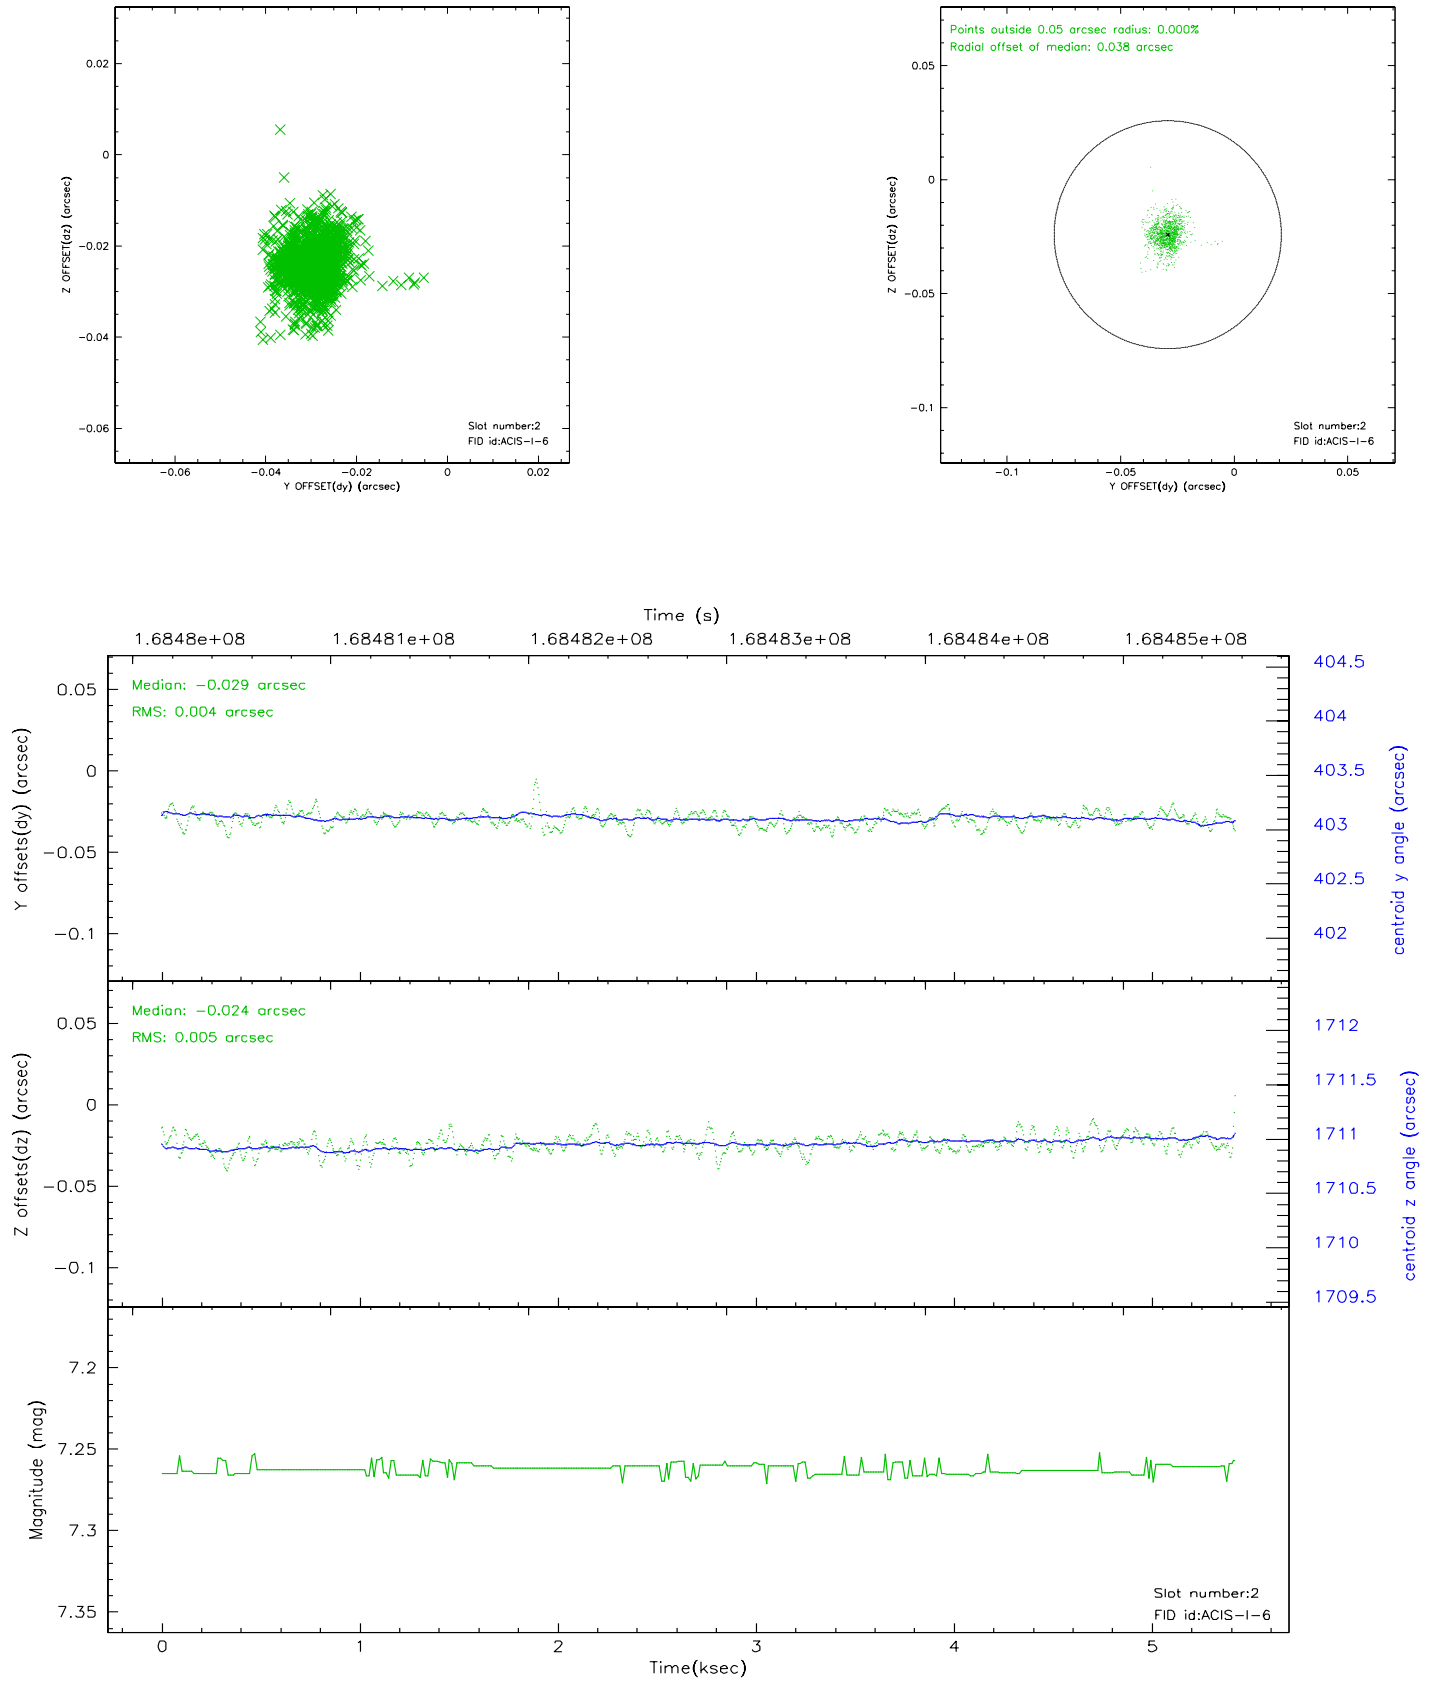 0.02
0
-0.02
-0.04
-0.06
Z OFFSET(dz) (arcsec)
Slot number:2
FID id:ACIS-I-6
-0.06 -0.04 -0.02 0 0.02
Y OFFSET(dy) (arcsec)
Points outside 0.05 arcsec radius: 0.000%
Radial offset of median: 0.038 arcsec
0.05
0
-0.05
-0.1
Z OFFSET(dz) (arcsec)
Slot number:2
FID id:ACIS-I-6
-0.1 -0.05 0 0.05
Y OFFSET(dy) (arcsec)
Time (s)
1.6848e+08 1.68481e+08 1.68482e+08 1.68483e+08 1.68484e+08 1.68485e+08
Median: -0.029 arcsec
RMS: 0.004 arcsec
0.05
0
-0.05
-0.1
Y offsets(dy) (arcsec)
404.5
404
403.5
403
402.5
402
centroid y angle (arcsec)
Median: -0.024 arcsec
RMS: 0.005 arcsec
0.05
0
-0.05
-0.1
Z offsets(dz) (arcsec)
1712
1711.5
1711
1710.5
1710
1709.5
centroid z angle (arcsec)
7.2
7.25
7.3
7.35
Magnitude (mag)
Slot number:2
FID id:ACIS-I-6
0 1 2 3 4 5
Time(ksec)